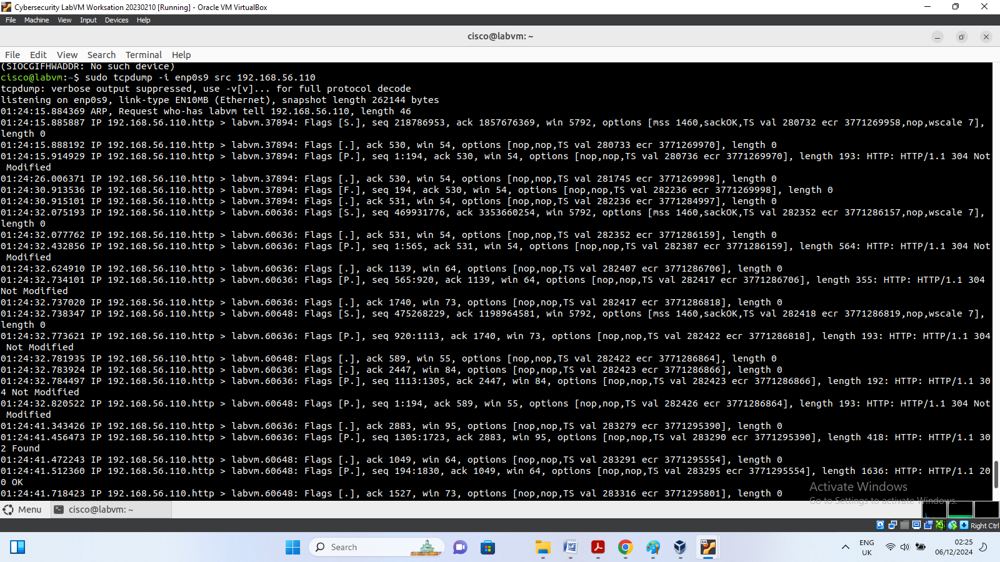 Cybersecurity LabVM Worksation 20230210 [Running] - Oracle VM VirtualBox
File Machine View Input Devices Help
cisco@labvm: ~
File Edit View Search Terminal Help
(SIOCGIFHWADDR: No such device)
cisco@labvm:~$ sudo tcpdump -i enp0s9 src 192.168.56.110
tcpdump: verbose output suppressed, use -v[v]... for full protocol decode
listening on enp0s9, link-type EN10MB (Ethernet), snapshot length 262144 bytes
01:24:15.884369 ARP, Request who-has labvm tell 192.168.56.110, length 46
01:24:15.885887 IP 192.168.56.110.http > labvm.37894: Flags [S.], seq 218786953, ack 1857676369, win 5792, options [mss 1460,sackOK,TS val 280732 ecr 3771269958,nop,wscale 7],
length 0
01:24:15.888192 IP 192.168.56.110.http > labvm.37894: Flags [.], ack 530, win 54, options [nop,nop,TS val 280733 ecr 3771269970], length 0
01:24:15.914929 IP 192.168.56.110.http > labvm.37894: Flags [P.], seq 1:194, ack 530, win 54, options [nop,nop,TS val 280736 ecr 3771269970], length 193: HTTP: HTTP/1.1 304 Not
Modified
01:24:26.006371 IP 192.168.56.110.http > labvm.37894: Flags [.], ack 530, win 54, options [nop,nop,TS val 281745 ecr 3771269998], length 0
01:24:30.913536 IP 192.168.56.110.http > labvm.37894: Flags [F.], seq 194, ack 530, win 54, options [nop,nop,TS val 282236 ecr 3771269998], length 0
01:24:30.915101 IP 192.168.56.110.http > labvm.37894: Flags [.], ack 531, win 54, options [nop,nop,TS val 282236 ecr 3771284997], length 0
01:24:32.075193 IP 192.168.56.110.http > labvm.60636: Flags [S.], seq 469931776, ack 3353660254, win 5792, options [mss 1460,sackOK,TS val 282352 ecr 3771286157,nop,wscale 7],
length 0
01:24:32.077762 IP 192.168.56.110.http > labvm.60636: Flags [.], ack 531, win 54, options [nop,nop,TS val 282352 ecr 3771286159], length 0
01:24:32.432856 IP 192.168.56.110.http > labvm.60636: Flags [P.], seq 1:565, ack 531, win 54, options [nop,nop,TS val 282387 ecr 3771286159], length 564: HTTP: HTTP/1.1 304 Not
Modified
01:24:32.624910 IP 192.168.56.110.http > labvm.60636: Flags [.], ack 1139, win 64, options [nop,nop,TS val 282407 ecr 3771286706], length 0
01:24:32.734101 IP 192.168.56.110.http > labvm.60636: Flags [P.], seq 565:920, ack 1139, win 64, options [nop,nop,TS val 282417 ecr 3771286706], length 355: HTTP: HTTP/1.1 304
Not Modified
01:24:32.737020 IP 192.168.56.110.http > labvm.60636: Flags [.], ack 1740, win 73, options [nop,nop,TS val 282417 ecr 3771286818], length 0
01:24:32.738347 IP 192.168.56.110.http > labvm.60648: Flags [S.], seq 475268229, ack 1198964581, win 5792, options [mss 1460,sackOK,TS val 282418 ecr 3771286819,nop,wscale 7],
length 0
01:24:32.773621 IP 192.168.56.110.http > labvm.60636: Flags [P.], seq 920:1113, ack 1740, win 73, options [nop,nop,TS val 282422 ecr 3771286818], length 193: HTTP: HTTP/1.1 304
Not Modified
01:24:32.781935 IP 192.168.56.110.http > labvm.60648: Flags [.], ack 589, win 55, options [nop,nop,TS val 282422 ecr 3771286864], length 0
01:24:32.783924 IP 192.168.56.110.http > labvm.60636: Flags [.], ack 2447, win 84, options [nop,nop,TS val 282423 ecr 3771286866], length 0
01:24:32.784497 IP 192.168.56.110.http > labvm.60636: Flags [P.], seq 1113:1305, ack 2447, win 84, options [nop,nop,TS val 282423 ecr 3771286866], length 192: HTTP: HTTP/1.1 30
4 Not Modified
01:24:32.820522 IP 192.168.56.110.http > labvm.60648: Flags [P.], seq 1:194, ack 589, win 55, options [nop,nop,TS val 282426 ecr 3771286864], length 193: HTTP: HTTP/1.1 304 Not
Modified
01:24:41.343426 IP 192.168.56.110.http > labvm.60636: Flags [.], ack 2883, win 95, options [nop,nop,TS val 283279 ecr 3771295390], length 0
01:24:41.456473 IP 192.168.56.110.http > labvm.60636: Flags [P.], seq 1305:1723, ack 2883, win 95, options [nop,nop,TS val 283290 ecr 3771295390], length 418: HTTP: HTTP/1.1 30
2 Found
01:24:41.472243 IP 192.168.56.110.http > labvm.60648: Flags [.], ack 1049, win 64, options [nop,nop,TS val 283291 ecr 3771295554], length 0
01:24:41.512360 IP 192.168.56.110.http > labvm.60648: Flags [P.], seq 194:1830, ack 1049, win 64, options [nop,nop,TS val 283295 ecr 3771295554], length 1636: HTTP: HTTP/1.1 20
0 OK
01:24:41.718423 IP 192.168.56.110.http > labvm.60648: Flags [.], ack 1527, win 73, options [nop,nop,TS val 283316 ecr 3771295801], length 0
Activate Windows
Go to Settings to activate Windows.
Menu
cisco@labvm: ~
Right Ctrl
Search
ENG
UK
02:25
06/12/2024